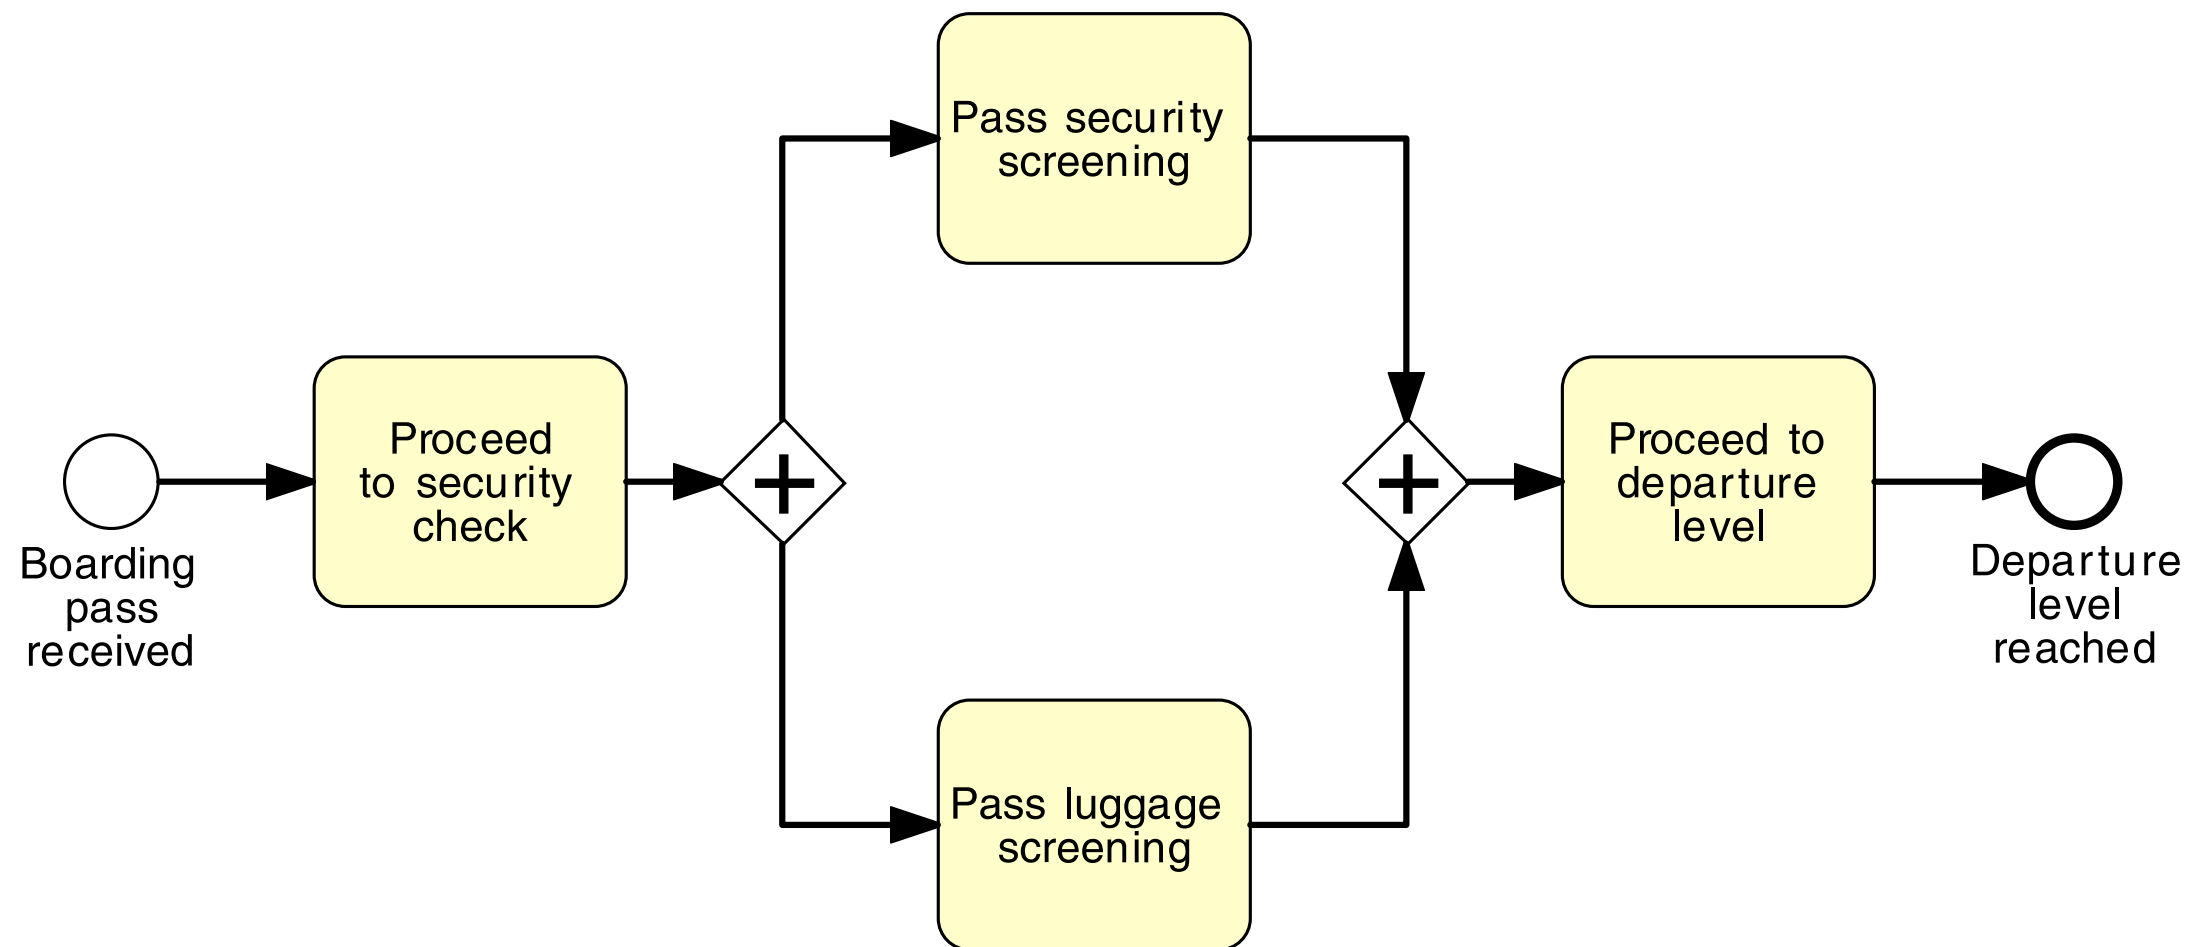 Pass security
screening
Proceed
to security
check
Proceed to
departure
level
Boarding
pass
received
Departure
level
reached
Pass luggage
screening